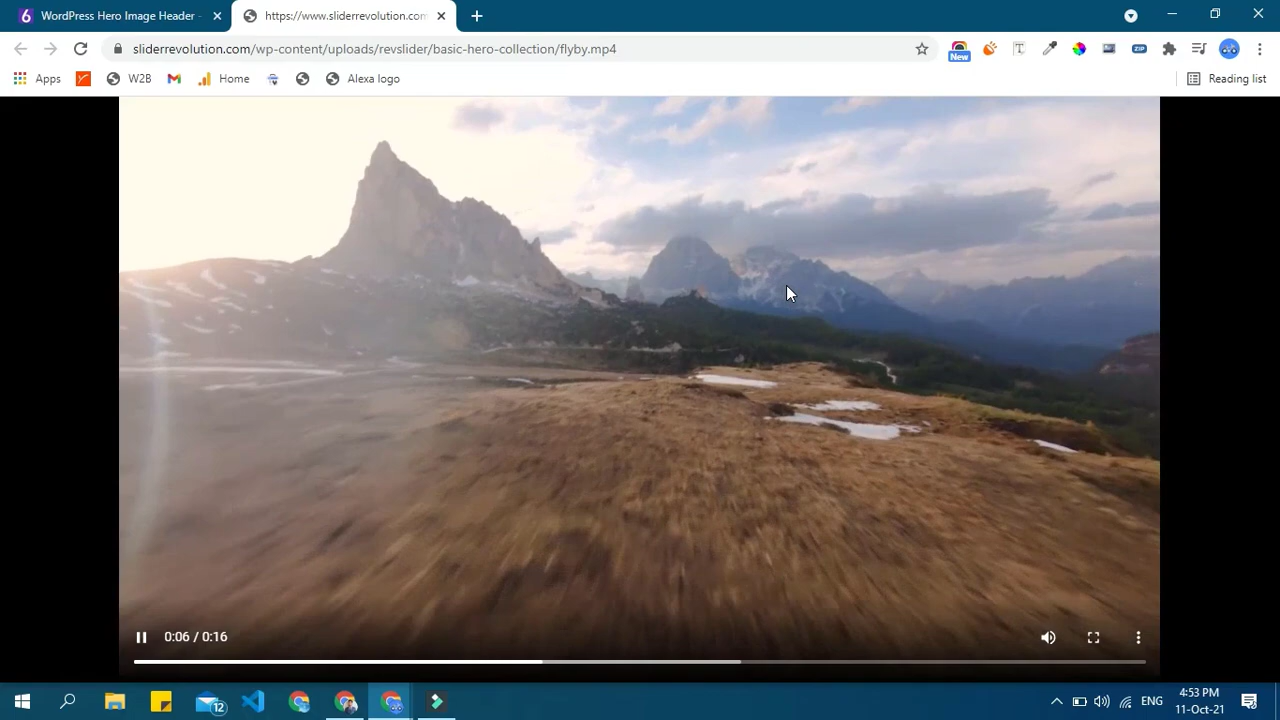 WordPress Hero Image Header -
https://www.sliderrevolution.com
sliderrevolution.com/wp-content/uploads/revslider/basic-hero-collection/flyby.mp4
New
T
ZIP
Apps
W2B
Home
Alexa logo
Reading list
0:06 / 0:16
12
ENG
4:53 PM
11-Oct-21